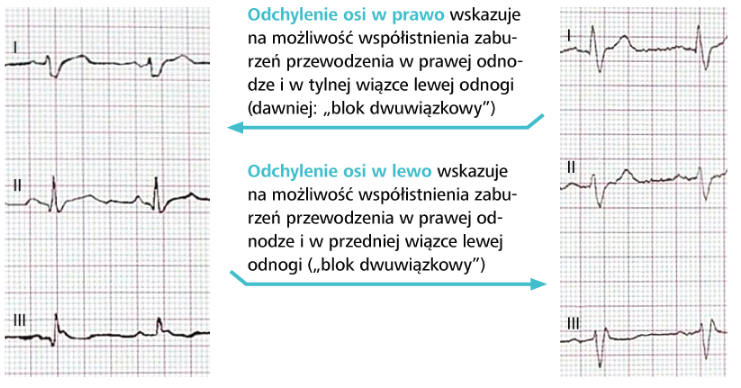 I
II
III
Odchylenie osi w prawo wskazuje
na możliwość współistnienia zabu-
rzeń przewodzenia w prawej odno-
dze i w tylnej wiązce lewej odnogi
(dawniej: „blok dwuwiązkowy”)
Odchylenie osi w lewo wskazuje
na możliwość współistnienia zabu-
rzeń przewodzenia w prawej od-
nodze i w przedniej wiązce lewej
odnogi („blok dwuwiązkowy”)
I
II
III